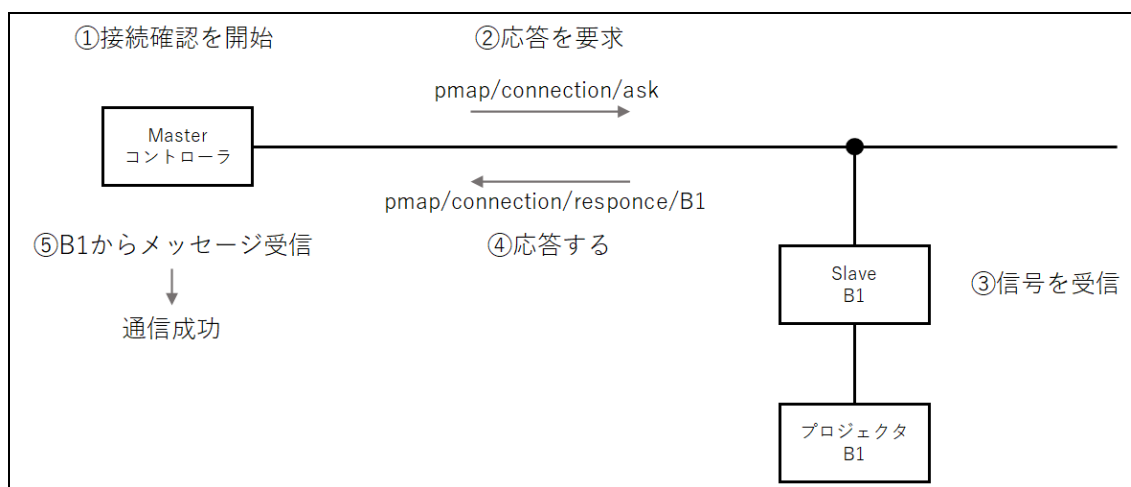 ①接続確認を開始
②応答を要求
pmap/connection/ask
Master
コントローラ
pmap/connection/responce/B1
⑤B1からメッセージ受信
④応答する
Slave
B1
③信号を受信
通信成功
プロジェクタ
B1